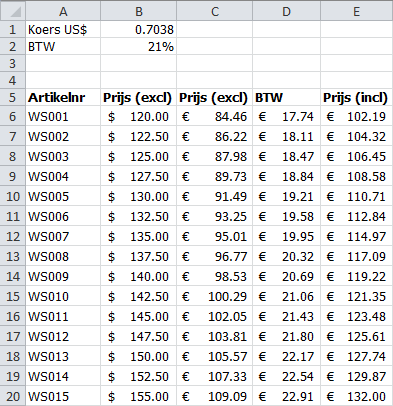 A B C D E
1 Koers US$ 0.7038
2 BTW 21%
3
4
5 Artikelnr Prijs (excl) Prijs (excl) BTW Prijs (incl)
6 WS001 $ 120.00 € 84.46 € 17.74 € 102.19
7 WS002 $ 122.50 € 86.22 € 18.11 € 104.32
8 WS003 $ 125.00 € 87.98 € 18.47 € 106.45
9 WS004 $ 127.50 € 89.73 € 18.84 € 108.58
10 WS005 $ 130.00 € 91.49 € 19.21 € 110.71
11 WS006 $ 132.50 € 93.25 € 19.58 € 112.84
12 WS007 $ 135.00 € 95.01 € 19.95 € 114.97
13 WS008 $ 137.50 € 96.77 € 20.32 € 117.09
14 WS009 $ 140.00 € 98.53 € 20.69 € 119.22
15 WS010 $ 142.50 € 100.29 € 21.06 € 121.35
16 WS011 $ 145.00 € 102.05 € 21.43 € 123.48
17 WS012 $ 147.50 € 103.81 € 21.80 € 125.61
18 WS013 $ 150.00 € 105.57 € 22.17 € 127.74
19 WS014 $ 152.50 € 107.33 € 22.54 € 129.87
20 WS015 $ 155.00 € 109.09 € 22.91 € 132.00